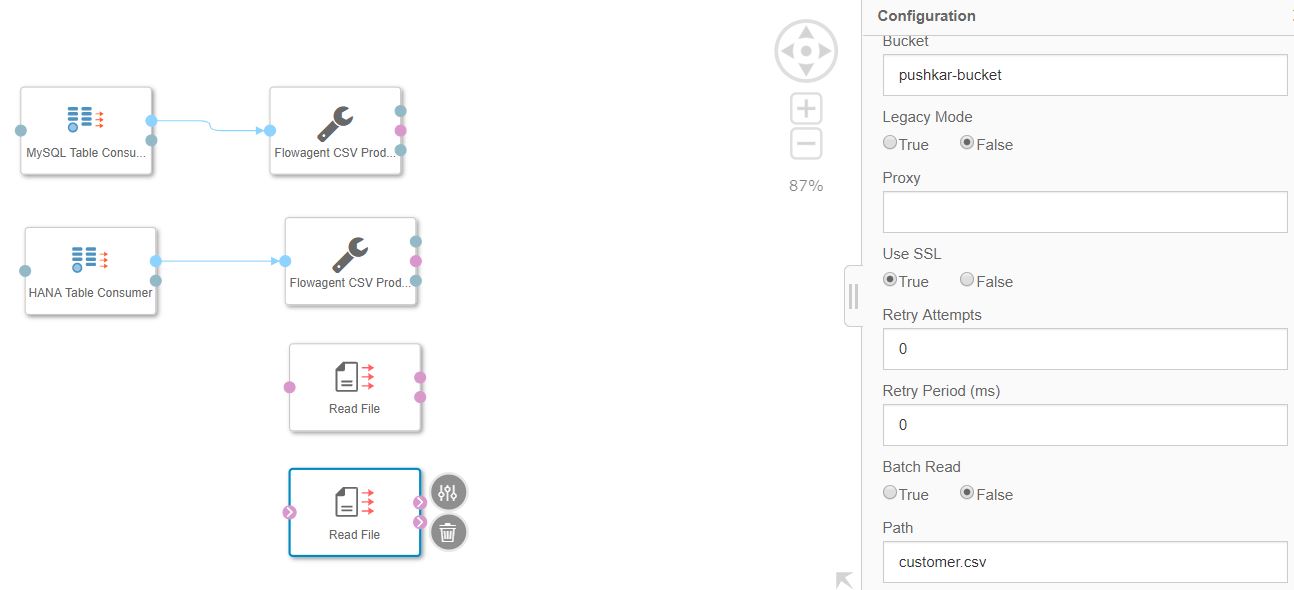 MySQL Table Consu...
Flowagent CSV Prod...
HANA Table Consumer
Flowagent CSV Prod...
Read File
Read File
87%
Configuration
Bucket
pushkar-bucket
Legacy Mode
True False
Proxy
Use SSL
True False
Retry Attempts
0
Retry Period (ms)
0
Batch Read
True False
Path
customer.csv